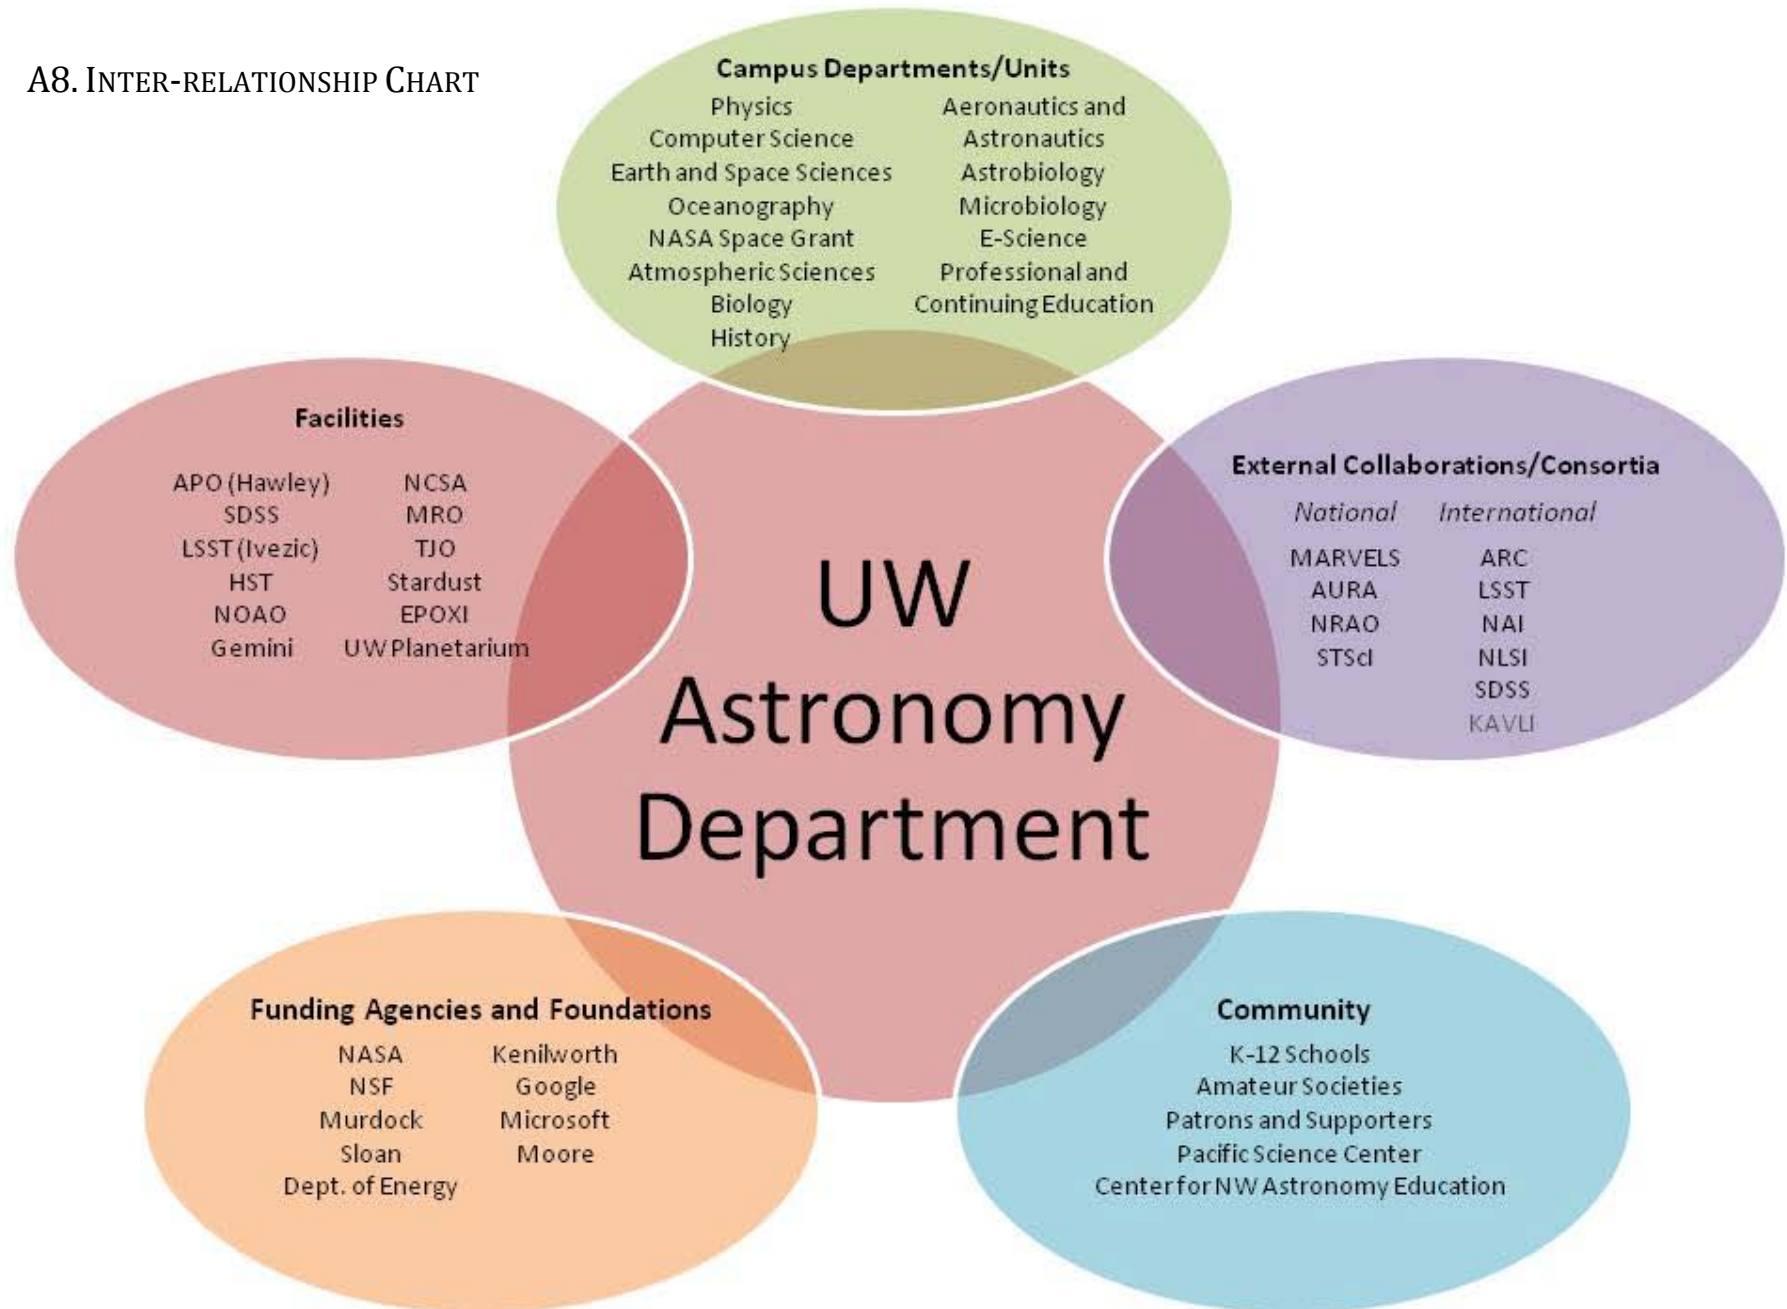 A8. INTER-RELATIONSHIP CHART
Campus Departments/Units
Physics
Computer Science
Earth and Space Sciences
Oceanography
NASA Space Grant
Atmospheric Sciences
Biology
History
Aeronautics and
Astronautics
Astrobiology
Microbiology
E-Science
Professional and
Continuing Education
Facilities
APO (Hawley)
SDSS
LSST (Ivezic)
HST
NOAO
Gemini
NCSA
MRO
TJO
Stardust
EPOXI
UW Planetarium
External Collaborations/Consortia
National
MARVELS
AURA
NRAO
STScI
International
ARC
LSST
NAI
NLSI
SDSS
KAVLI
UW
Astronomy
Department
Funding Agencies and Foundations
NASA
NSF
Murdock
Sloan
Dept. of Energy
Kenilworth
Google
Microsoft
Moore
Community
K-12 Schools
Amateur Societies
Patrons and Supporters
Pacific Science Center
Center for NW Astronomy Education